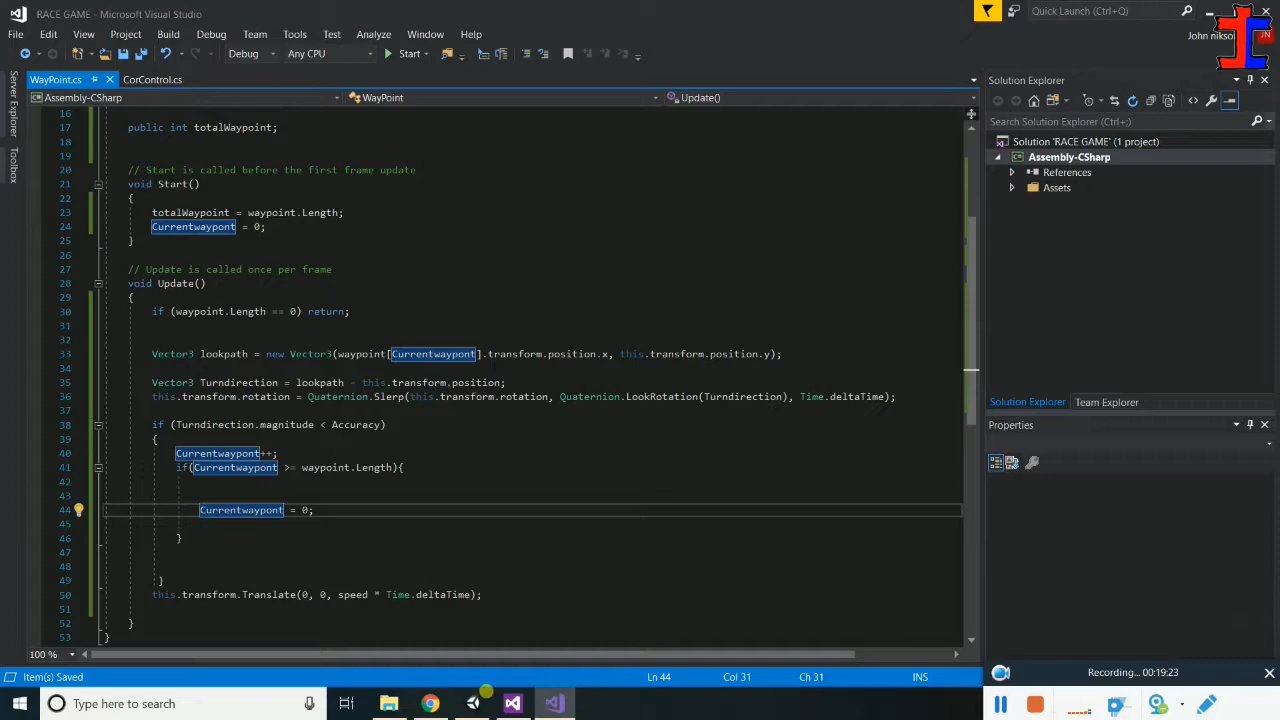 RACE GAME - Microsoft Visual Studio
Quick Launch (Ctrl+Q)
File Edit View Project Build Debug Team Tools Test Analyze Window Help
John nikso JN
Debug Any CPU Start
WayPoint.cs CorControl.cs
Assembly-CSharp WayPoint Update()
Server Explorer
Toolbox
16
17 public int totalWaypoint;
18
19
20 // Start is called before the first frame update
21 void Start()
22 {
23 totalWaypoint = waypoint.Length;
24 Currentwaypont = 0;
25 }
26
27 // Update is called once per frame
28 void Update()
29 {
30 if (waypoint.Length == 0) return;
31
32
33 Vector3 lookpath = new Vector3(waypoint[Currentwaypont].transform.position.x, this.transform.position.y);
34
35 Vector3 Turndirection = lookpath - this.transform.position;
36 this.transform.rotation = Quaternion.Slerp(this.transform.rotation, Quaternion.LookRotation(Turndirection), Time.deltaTime);
37
38 if (Turndirection.magnitude < Accuracy)
39 {
40 Currentwaypont++;
41 if(Currentwaypont >= waypoint.Length){
42
43
44 Currentwaypont = 0;
45
46 }
47
48
49 }
50 this.transform.Translate(0, 0, speed * Time.deltaTime);
51
52 }
53 }
100 %
Solution Explorer
Search Solution Explorer (Ctrl+;)
Solution 'RACE GAME' (1 project)
Assembly-CSharp
References
Assets
Solution Explorer Team Explorer
Properties
Item(s) Saved Ln 44 Col 31 Ch 31 INS
Recording... 00:19:23
Type here to search